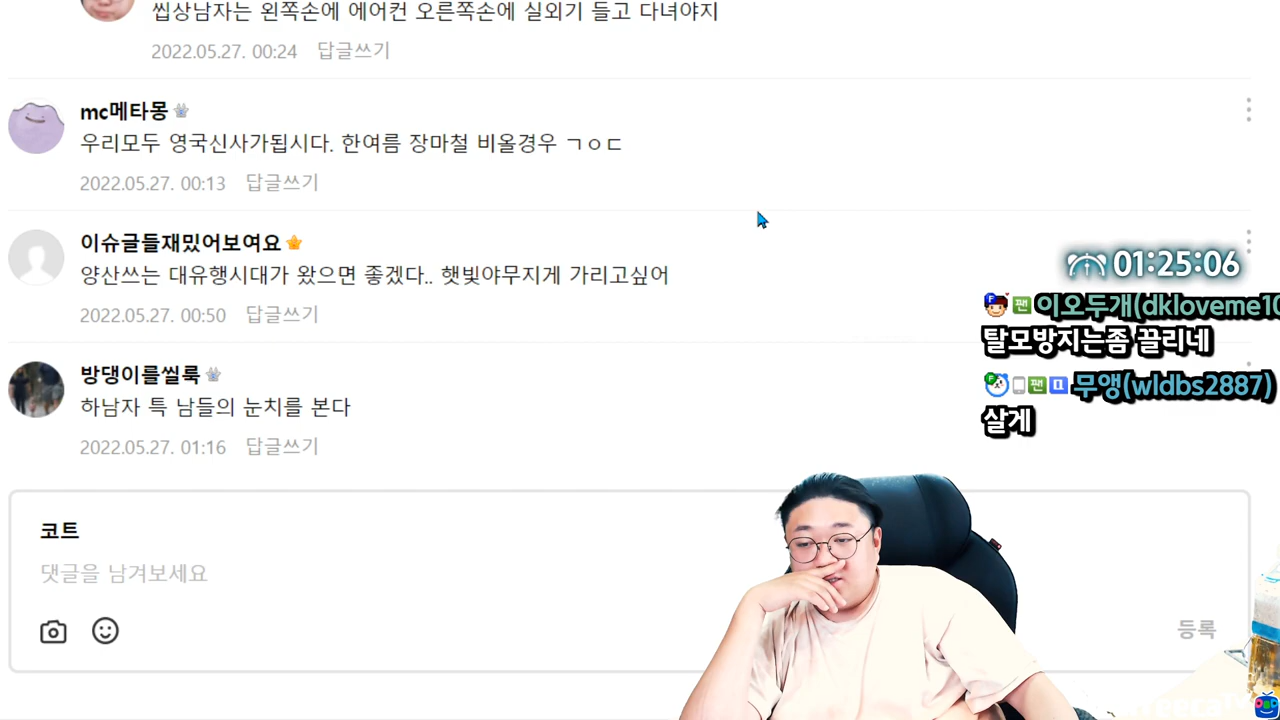 씹상남자는 왼쪽손에 에어컨 오른쪽손에 실외기 들고 다녀야지
2022.05.27. 00:24 답글쓰기
mc메타몽
우리모두 영국신사가됩시다. 한여름 장마철 비올경우 ㄱㅇㄷ
2022.05.27. 00:13 답글쓰기
이슈글들재밌어보여요
양산쓰는 대유행시대가 왔으면 좋겠다.. 햇빛야무지게 가리고싶어
2022.05.27. 00:50 답글쓰기
01:25:06
F 팬 이오두개(dkloveme10
탈모방지는좀 끌리네
방댕이를씰룩
하남자 특 남들의 눈치를 본다
2022.05.27. 01:16 답글쓰기
F 팬 무앵(wldbs2887)
살게
코트
댓글을 남겨보세요
등록